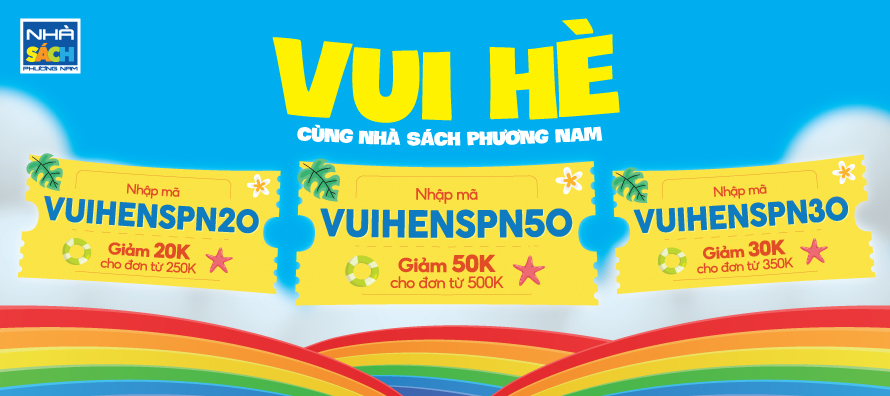 NHÀ
SÁCH
PHƯƠNG NAM
VUI HÈ
CÙNG NHÀ SÁCH PHƯƠNG NAM
Nhập mã
VUIHENSPN20
Giảm 20K
cho đơn từ 250K
Nhập mã
VUIHENSPN50
Giảm 50K
cho đơn từ 500K
Nhập mã
VUIHENSPN30
Giảm 30K
cho đơn từ 350K